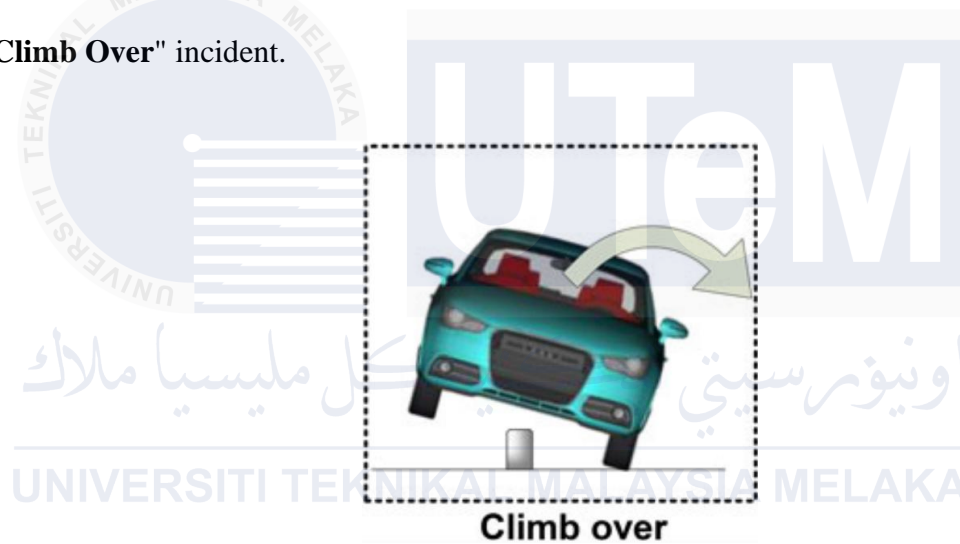 Climb Over" incident.
UTeM
UNIVERSITI TEKNIKAL MALAYSIA MELAKA
Climb over